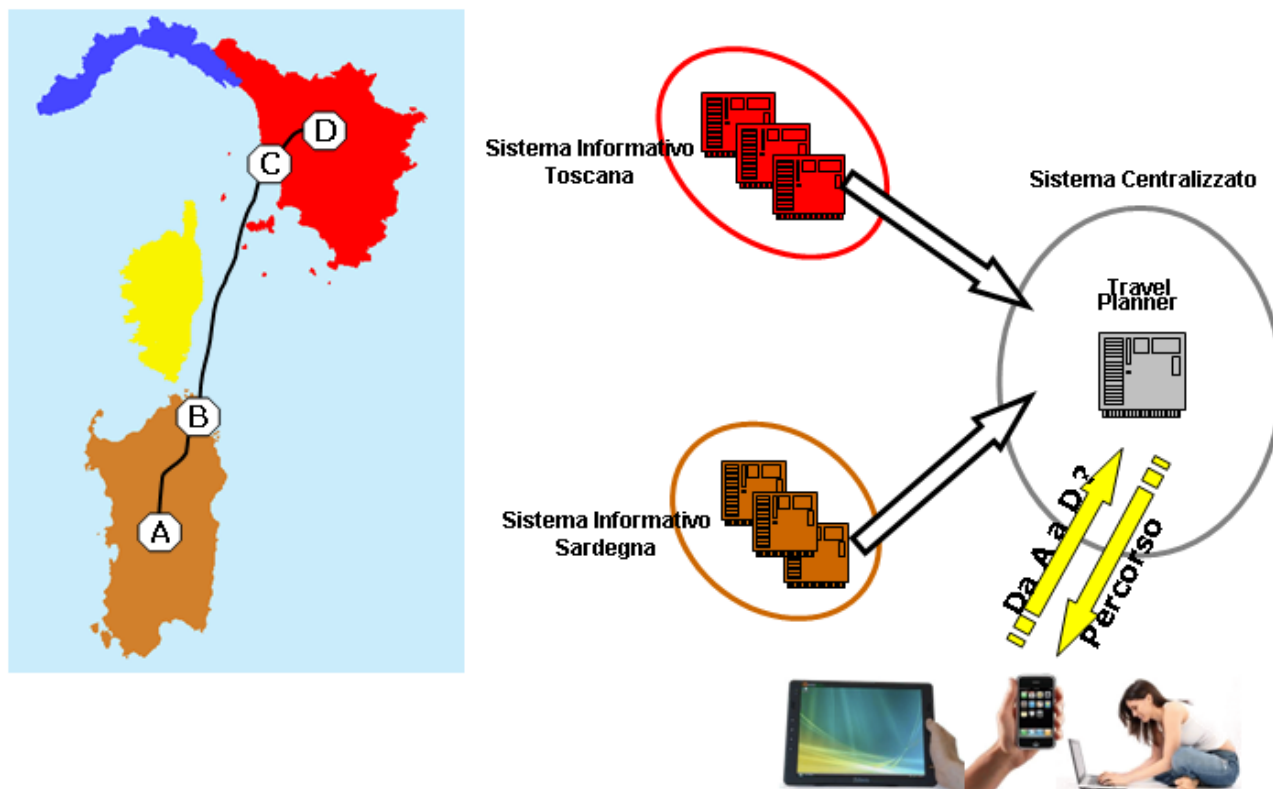 D
C
B
A
Sistema Informativo
Toscana
Sistema Centralizzato
Travel
Planner
Sistema Informativo
Sardegna
Da A a D?
Percorso